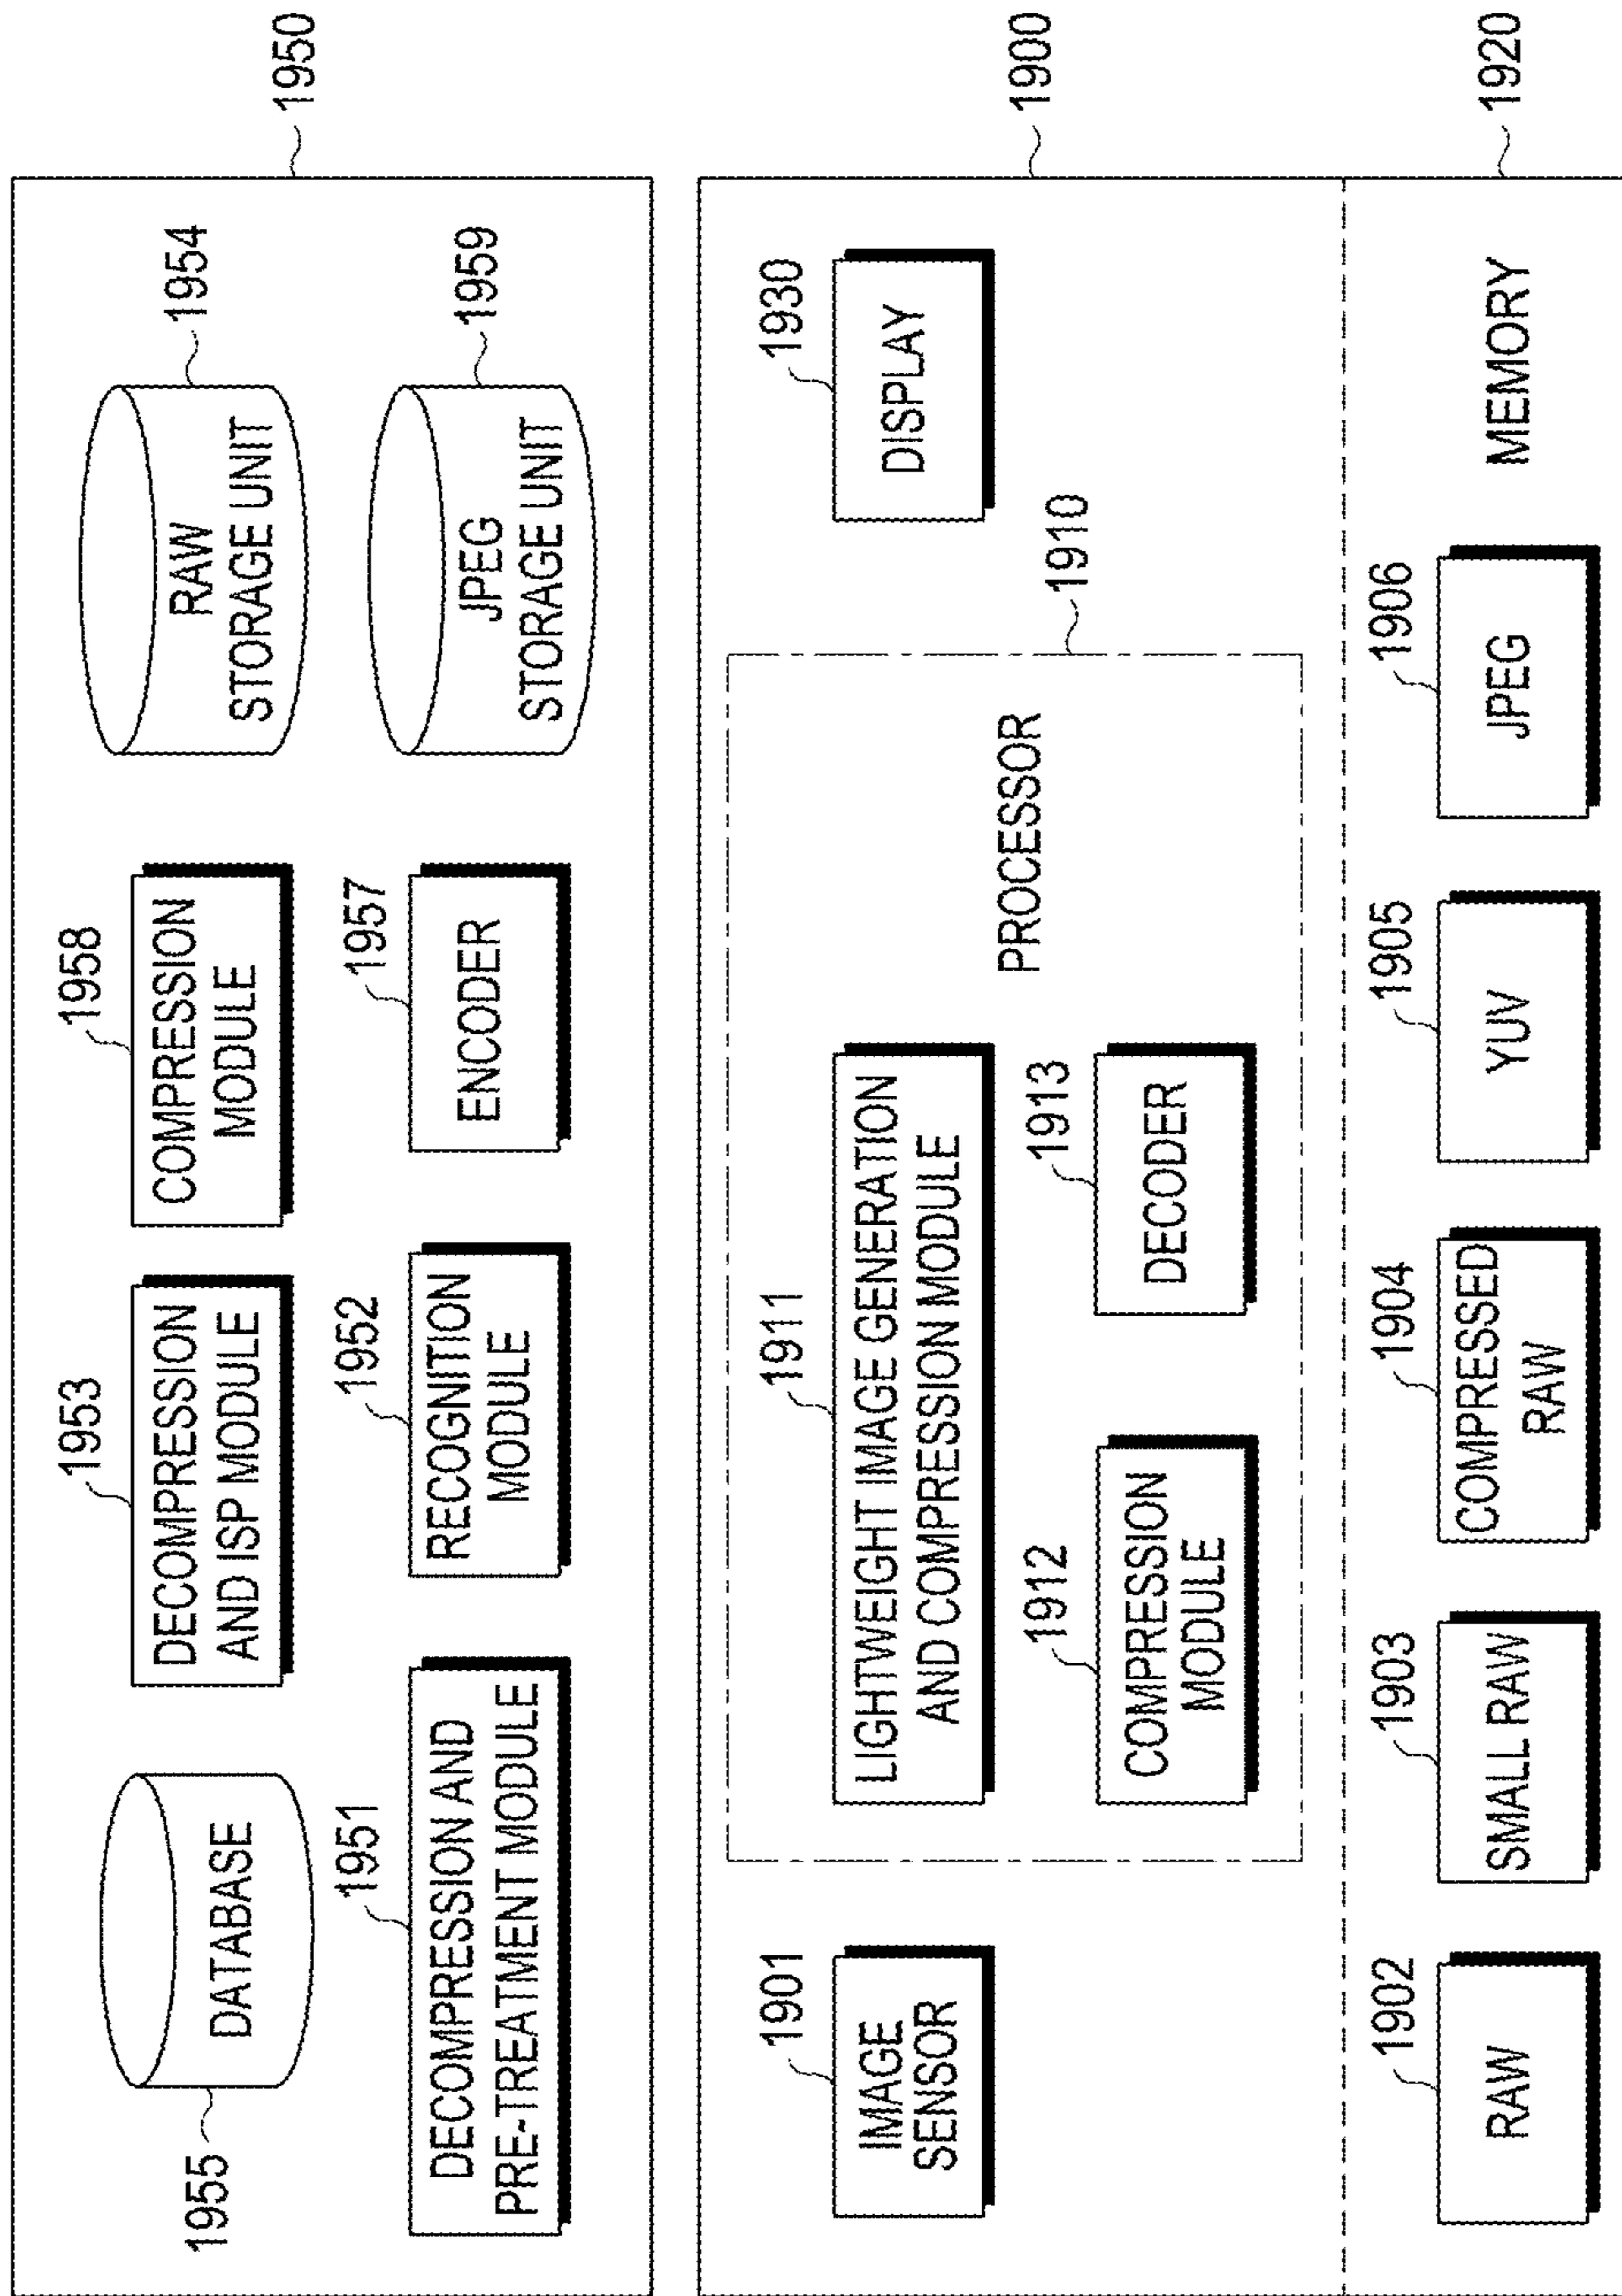 1950
1955
DATABASE
1953
DECOMPRESSION
AND ISP MODULE
1958
COMPRESSION
MODULE
RAW
STORAGE UNIT
1954
1951
DECOMPRESSION AND
PRE-TREATMENT MODULE
1952
RECOGNITION
MODULE
1957
ENCODER
JPEG
STORAGE UNIT
1959
1900
1901
IMAGE
SENSOR
1911
LIGHTWEIGHT IMAGE GENERATION
AND COMPRESSION MODULE
1912
COMPRESSION
MODULE
1913
DECODER
PROCESSOR
1910
1930
DISPLAY
1920
1902
RAW
1903
SMALL RAW
1904
COMPRESSED
RAW
1905
YUV
1906
JPEG
MEMORY